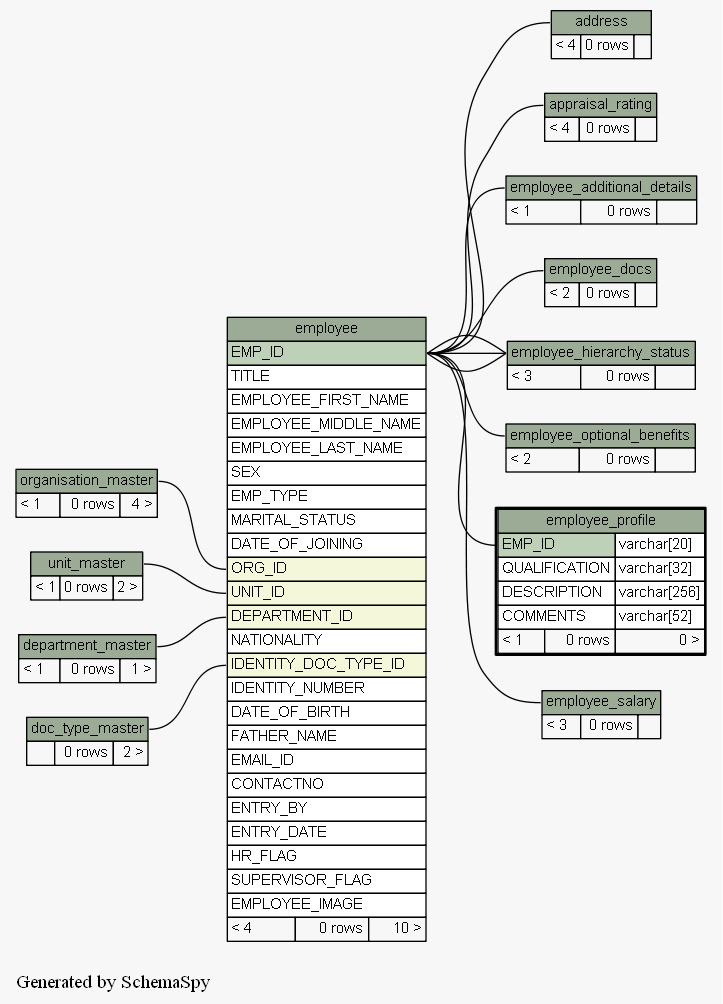 address
< 4 0 rows
appraisal_rating
< 4 0 rows
employee_additional_details
< 1 0 rows
employee_docs
< 2 0 rows
employee_hierarchy_status
< 3 0 rows
employee_optional_benefits
< 2 0 rows
employee_profile
EMP_ID varchar[20]
QUALIFICATION varchar[32]
DESCRIPTION varchar[256]
COMMENTS varchar[52]
< 1 0 rows 0 >
employee_salary
< 3 0 rows
employee
EMP_ID
TITLE
EMPLOYEE_FIRST_NAME
EMPLOYEE_MIDDLE_NAME
EMPLOYEE_LAST_NAME
SEX
EMP_TYPE
MARITAL_STATUS
DATE_OF_JOINING
ORG_ID
UNIT_ID
DEPARTMENT_ID
NATIONALITY
IDENTITY_DOC_TYPE_ID
IDENTITY_NUMBER
DATE_OF_BIRTH
FATHER_NAME
EMAIL_ID
CONTACTNO
ENTRY_BY
ENTRY_DATE
HR_FLAG
SUPERVISOR_FLAG
EMPLOYEE_IMAGE
< 4 0 rows 10 >
organisation_master
< 1 0 rows 4 >
unit_master
< 1 0 rows 2 >
department_master
< 1 0 rows 1 >
doc_type_master
0 rows 2 >
Generated by SchemaSpy